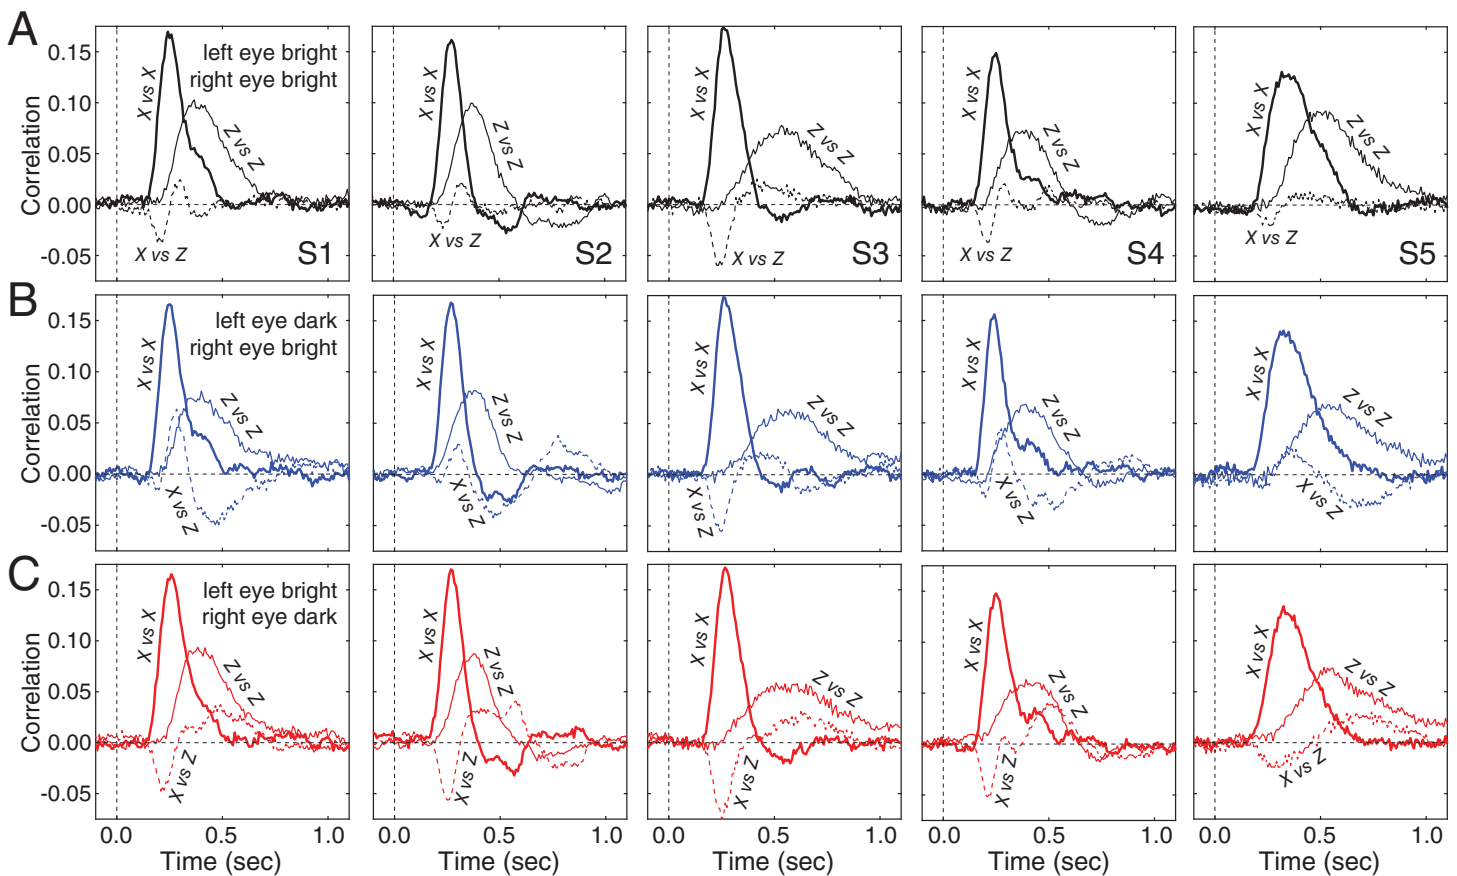 A
left eye bright
right eye bright
0.15
0.10
0.05
0.00
-0.05
Correlation
X vs X
Z vs Z
X vs Z
S1
X vs X
Z vs Z
X vs Z
S2
X vs X
Z vs Z
X vs Z
S3
X vs X
Z vs Z
X vs Z
S4
X vs X
Z vs Z
X vs Z
S5
B
left eye dark
right eye bright
0.15
0.10
0.05
0.00
-0.05
Correlation
X vs X
Z vs Z
X vs Z
X vs X
Z vs Z
X vs Z
X vs X
Z vs Z
X vs Z
X vs X
Z vs Z
X vs Z
X vs X
Z vs Z
X vs Z
C
left eye bright
right eye dark
0.15
0.10
0.05
0.00
-0.05
Correlation
X vs X
Z vs Z
X vs Z
X vs X
Z vs Z
X vs Z
X vs X
Z vs Z
X vs Z
X vs X
Z vs Z
X vs Z
X vs X
Z vs Z
X vs Z
0.0 0.5 1.0
0.0 0.5 1.0
0.0 0.5 1.0
0.0 0.5 1.0
0.0 0.5 1.0
Time (sec)
Time (sec)
Time (sec)
Time (sec)
Time (sec)